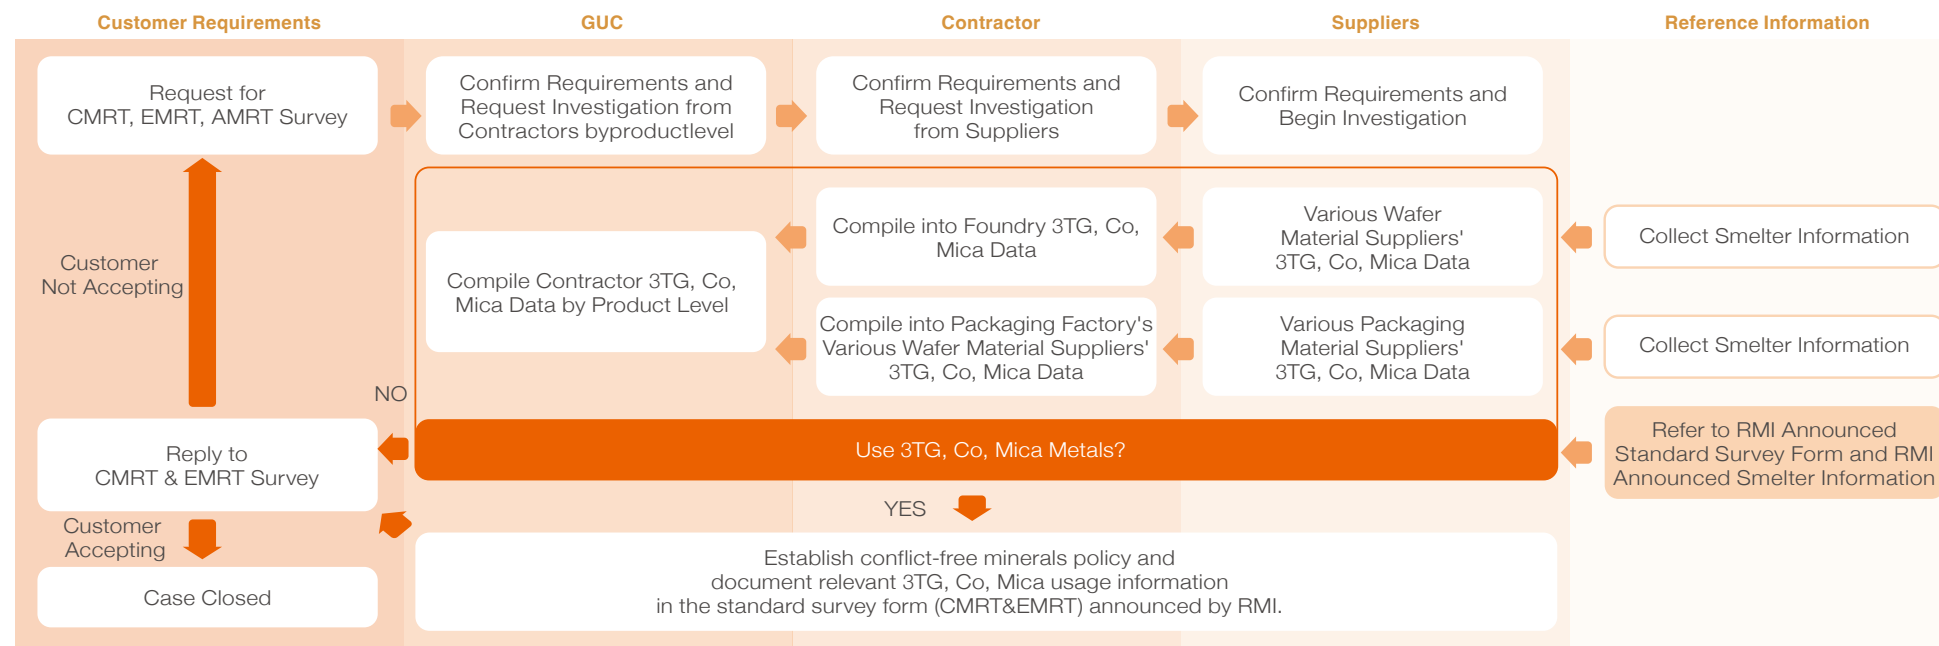 Customer Requirements
GUC
Contractor
Suppliers
Reference Information
Request for
CMRT, EMRT, AMRT Survey
Confirm Requirements and
Request Investigation from
Contractors byproductlevel
Confirm Requirements and
Request Investigation
from Suppliers
Confirm Requirements and
Begin Investigation
Customer
Not Accepting
Compile Contractor 3TG, Co,
Mica Data by Product Level
Compile into Foundry 3TG, Co,
Mica Data
Various Wafer
Material Suppliers'
3TG, Co, Mica Data
Collect Smelter Information
Compile into Packaging Factory's
Various Wafer Material Suppliers'
3TG, Co, Mica Data
Various Packaging
Material Suppliers'
3TG, Co, Mica Data
Collect Smelter Information
NO
Reply to
CMRT & EMRT Survey
Use 3TG, Co, Mica Metals?
Refer to RMI Announced
Standard Survey Form and RMI
Announced Smelter Information
YES
Customer
Accepting
Case Closed
Establish conflict-free minerals policy and
document relevant 3TG, Co, Mica usage information
in the standard survey form (CMRT&EMRT) announced by RMI.